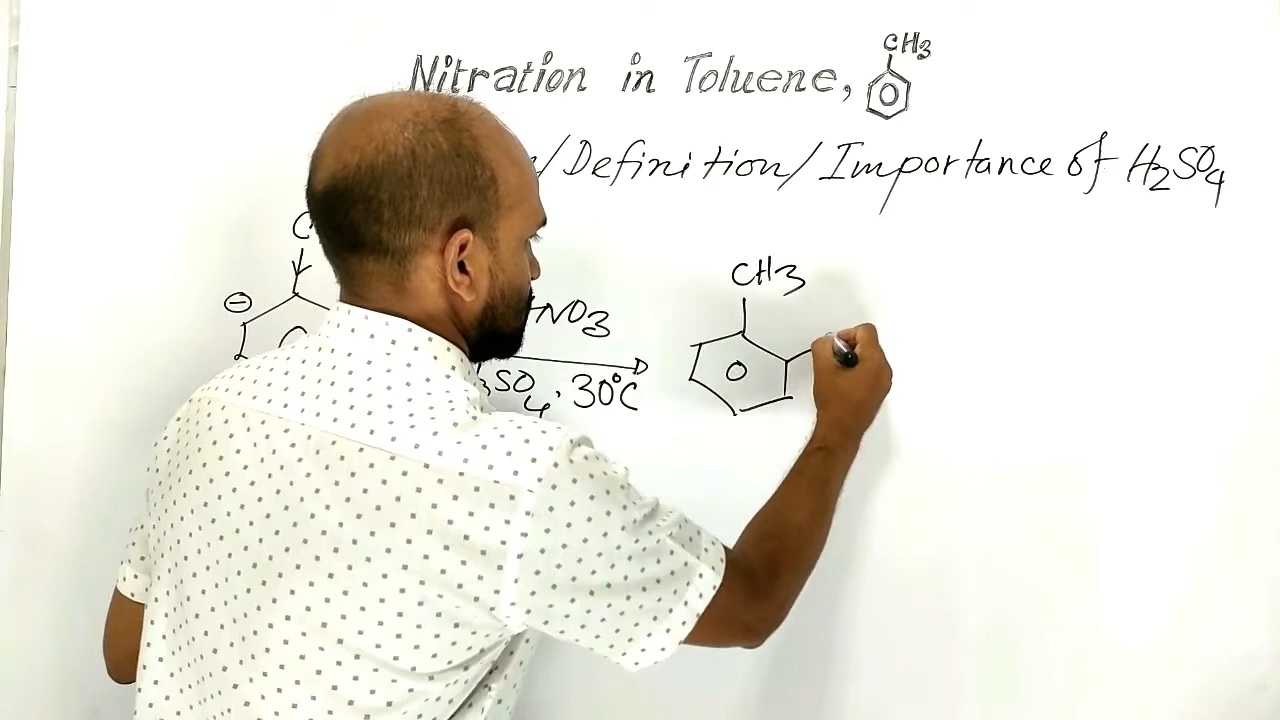 CH3
Nitration in Toluene,
/Definition/Importance of H2SO4
C
CH3
NO3
SO4. 30°C